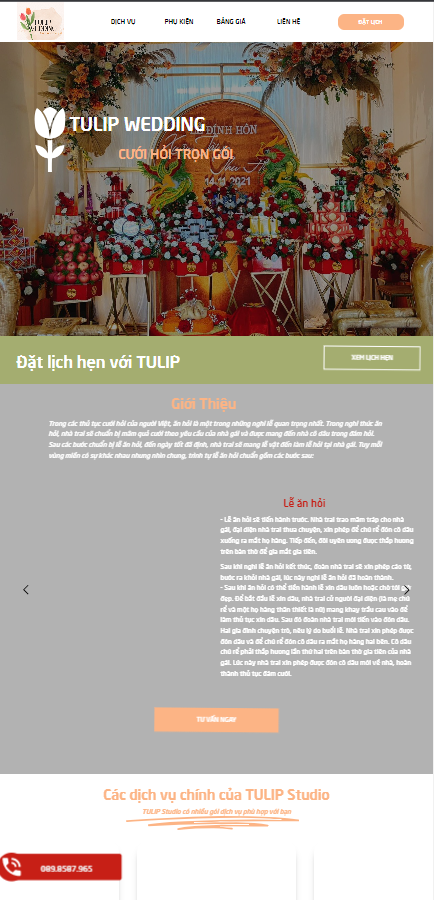 TULIP
WEDDING
DỊCH VỤ
PHỤ KIỆN
BẢNG GIÁ
LIÊN HỆ
ĐẶT LỊCH
TULIP WEDDING
LỄ ĐÍNH HÔN
CƯỚI HỎI TRỌN GÓI
14.11.2021
Đặt lịch hẹn với TULIP
XEM LỊCH HẸN
Giới Thiệu
Trong các thủ tục cưới hỏi của người Việt, ăn hỏi là một trong những nghi lễ quan trọng nhất. Trong nghi thức ăn
hỏi, nhà trai sẽ chuẩn bị mâm quả cưới theo yêu cầu của nhà gái và được mang đến nhà cô dâu trong đám hỏi.
Sau các bước chuẩn bị lễ ăn hỏi, đến ngày tốt đã định, nhà trai sẽ mang lễ vật đến làm lễ hỏi tại nhà gái. Tuy mỗi
vùng miền có sự khác nhau nhưng nhìn chung, trình tự lễ ăn hỏi chuẩn gồm các bước sau:
Lễ ăn hỏi
- Lễ ăn hỏi sẽ tiến hành trước. Nhà trai trao mâm tráp cho nhà
gái, đại diện nhà trai thưa chuyện, xin phép để chú rể đón cô dâu
xuống ra mắt họ hàng. Tiếp đến, đôi uyên ương được thắp hương
trên bàn thờ để gia mắt gia tiên.
Sau khi nghi lễ ăn hỏi kết thúc, đoàn nhà trai sẽ xin phép cáo từ,
bước ra khỏi nhà gái, lúc này nghi lễ ăn hỏi đã hoàn thành.
- Sau khi ăn hỏi có thể tiến hành lễ xin dâu luôn hoặc chờ
đẹp. Để bắt đầu lễ xin dâu, nhà trai cử người đại diện (là mẹ chú
rể và một họ hàng thân thiết là nữ) mang khay trầu cau vào để
làm thủ tục xin dâu. Sau đó đoàn nhà trai mới tiến vào đón dâu.
Hai gia đình chuyện trò, nêu lý do buổi lễ. Nhà trai xin phép được
đón dâu và để chú rể đón cô dâu ra mắt họ hàng hai bên. Cô dâu
chú rể phải thắp hương lần thứ hai trên bàn thờ gia tiên của nhà
gái. Lúc này nhà trai xin phép được đón cô dâu mới về nhà, hoàn
thành thủ tục đám cưới.
TƯ VẤN NGAY
Các dịch vụ chính của TULIP Studio
TULIP Studio có nhiều gói dịch vụ phù hợp với bạn
089.8587.965